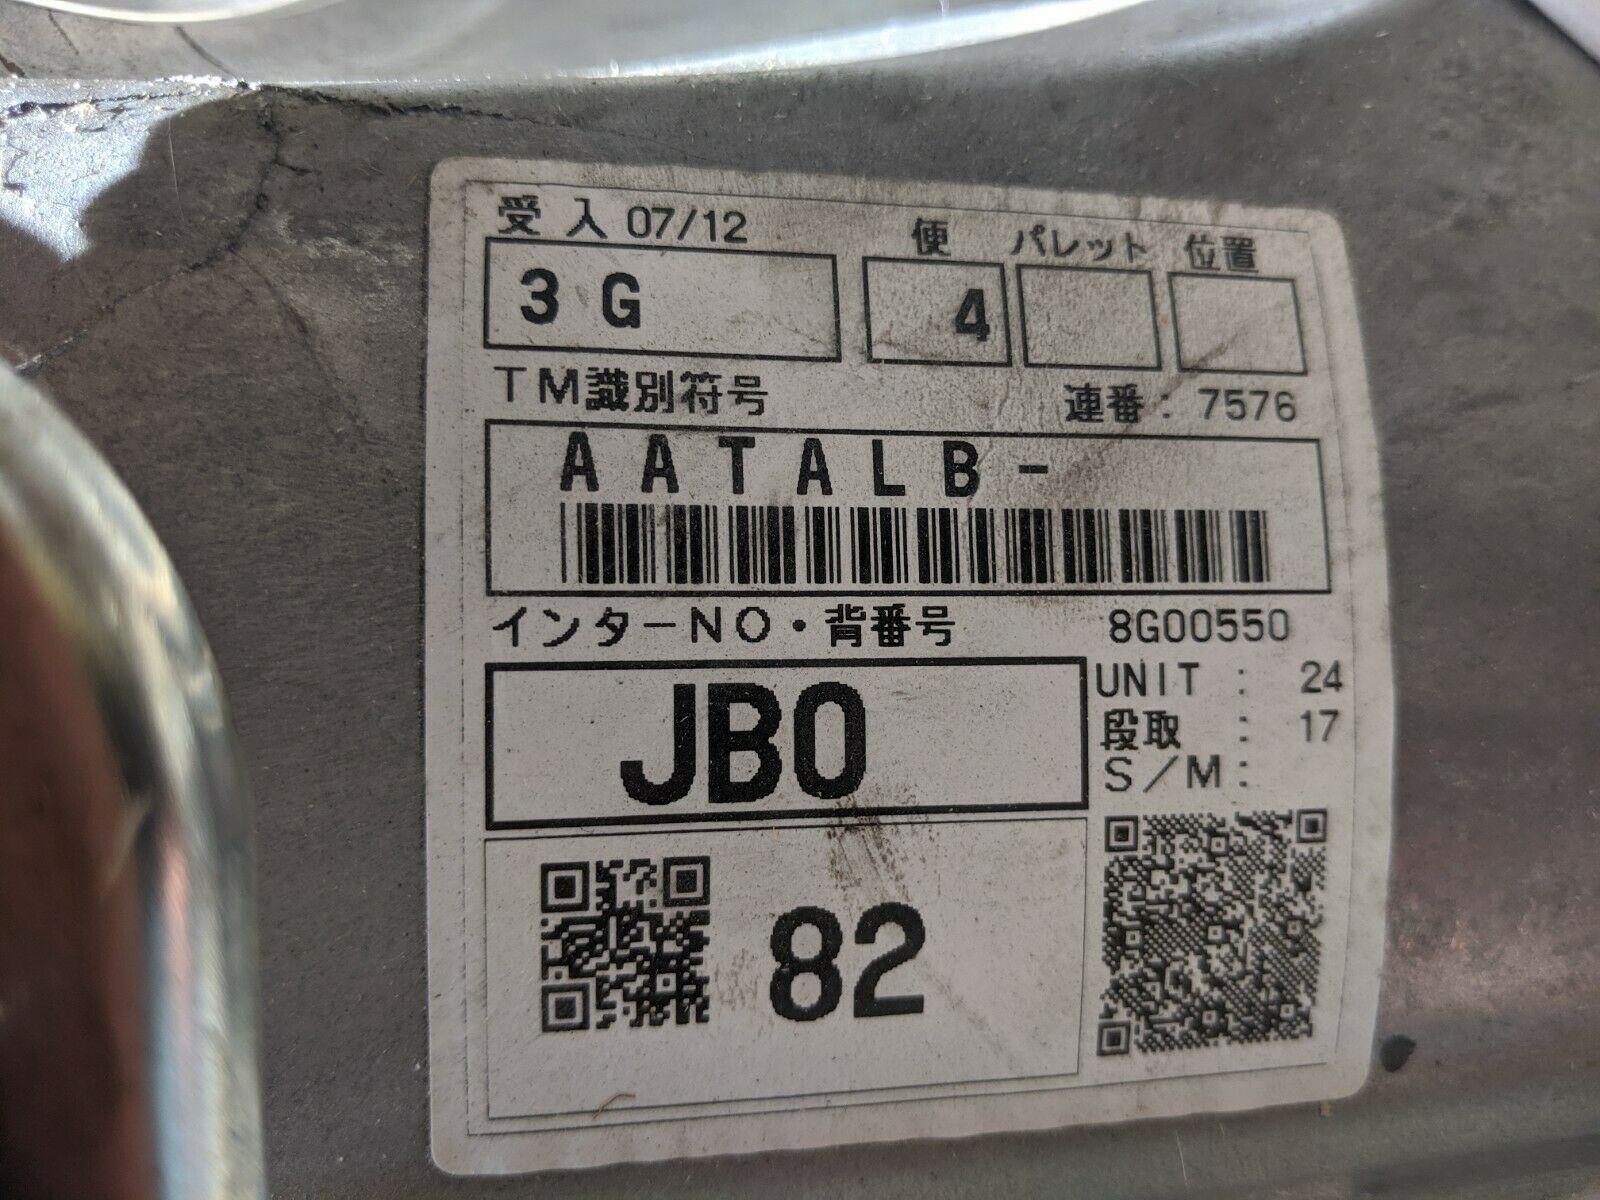 受入 07/12 便 パレット 位置
3G 4
TM識別符号 連番: 7576
AATALB-
インターNO・背番号 8G00550
JB0
UNIT : 24
段取 : 17
S/M:
82